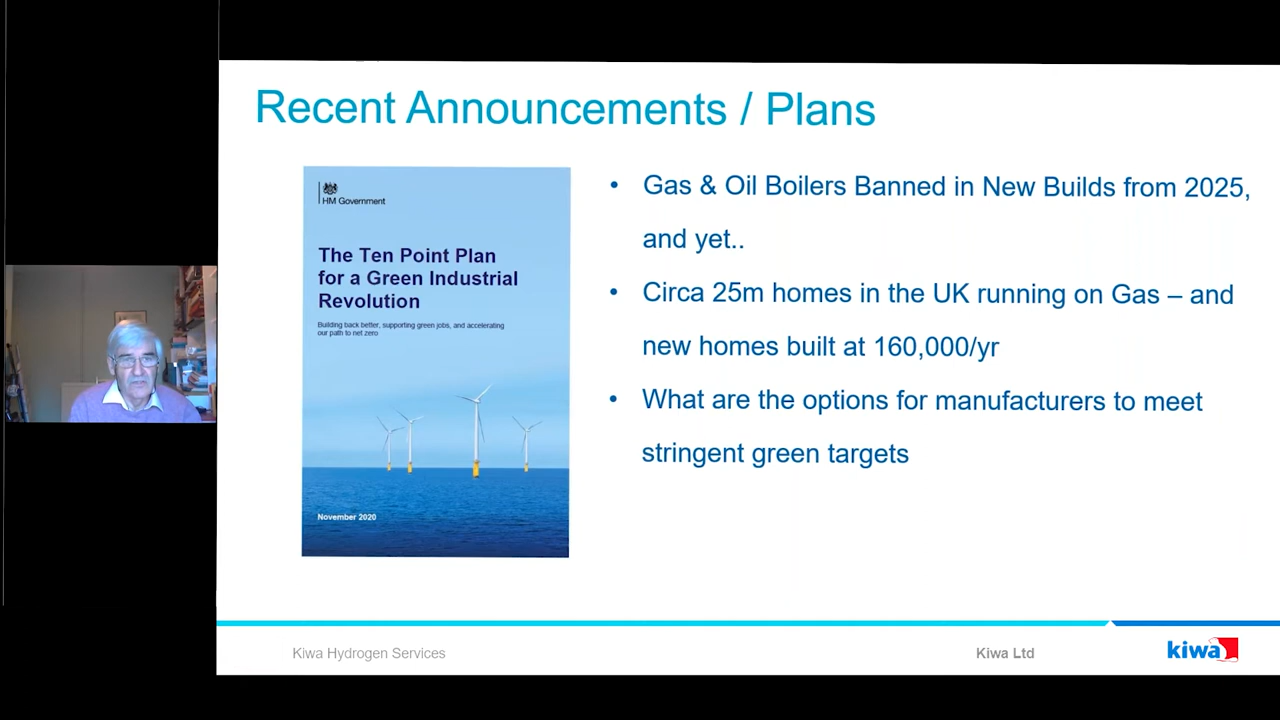 Recent Announcements / Plans
HM Government
The Ten Point Plan
for a Green Industrial
Revolution
Building back better, supporting green jobs, and accelerating
our path to net zero
November 2020
• Gas & Oil Boilers Banned in New Builds from 2025,
and yet..
• Circa 25m homes in the UK running on Gas – and
new homes built at 160,000/yr
• What are the options for manufacturers to meet
stringent green targets
Kiwa Hydrogen Services
Kiwa Ltd
kiwa